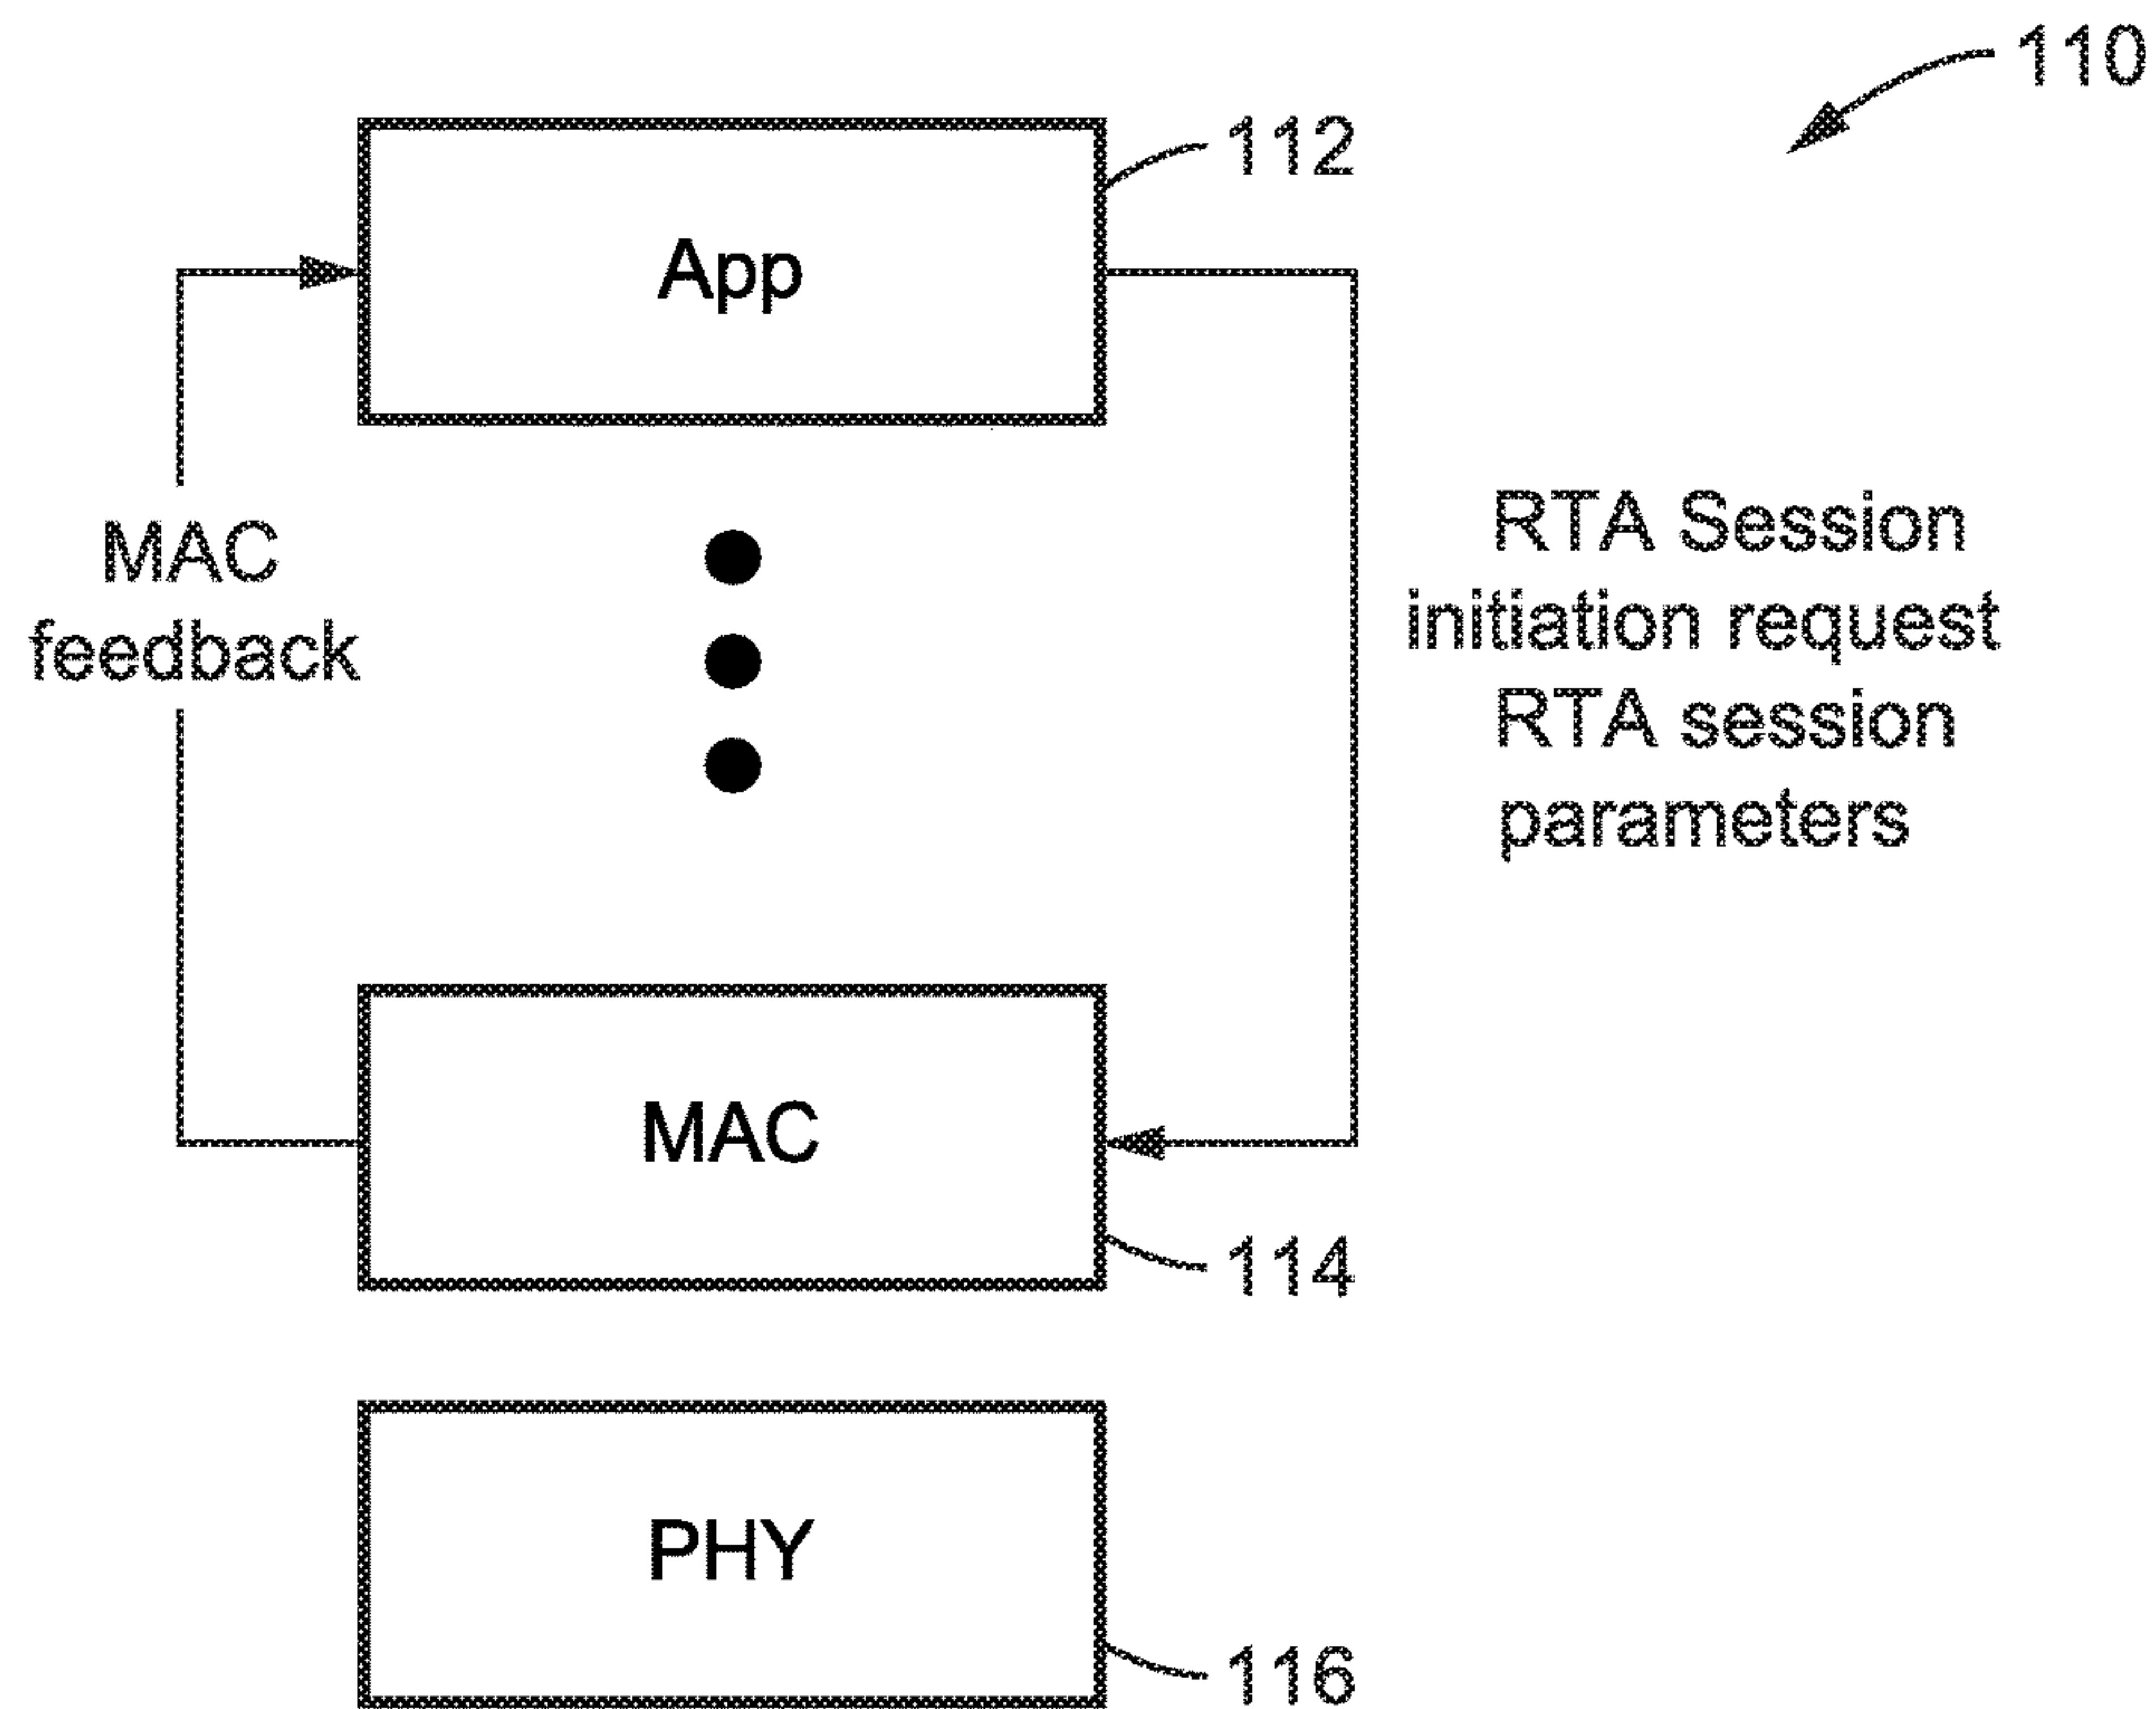 110
112
App
MAC
feedback
RTA Session
initiation request
RTA session
parameters
MAC
114
PHY
116